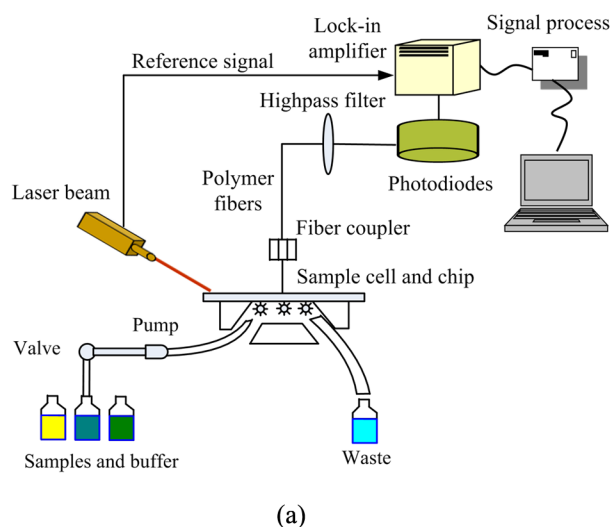 Lock-in
amplifier
Signal process
Reference signal
Highpass filter
Laser beam
Polymer
fibers
Photodiodes
Fiber coupler
Sample cell and chip
Pump
Valve
Samples and buffer
Waste
(a)